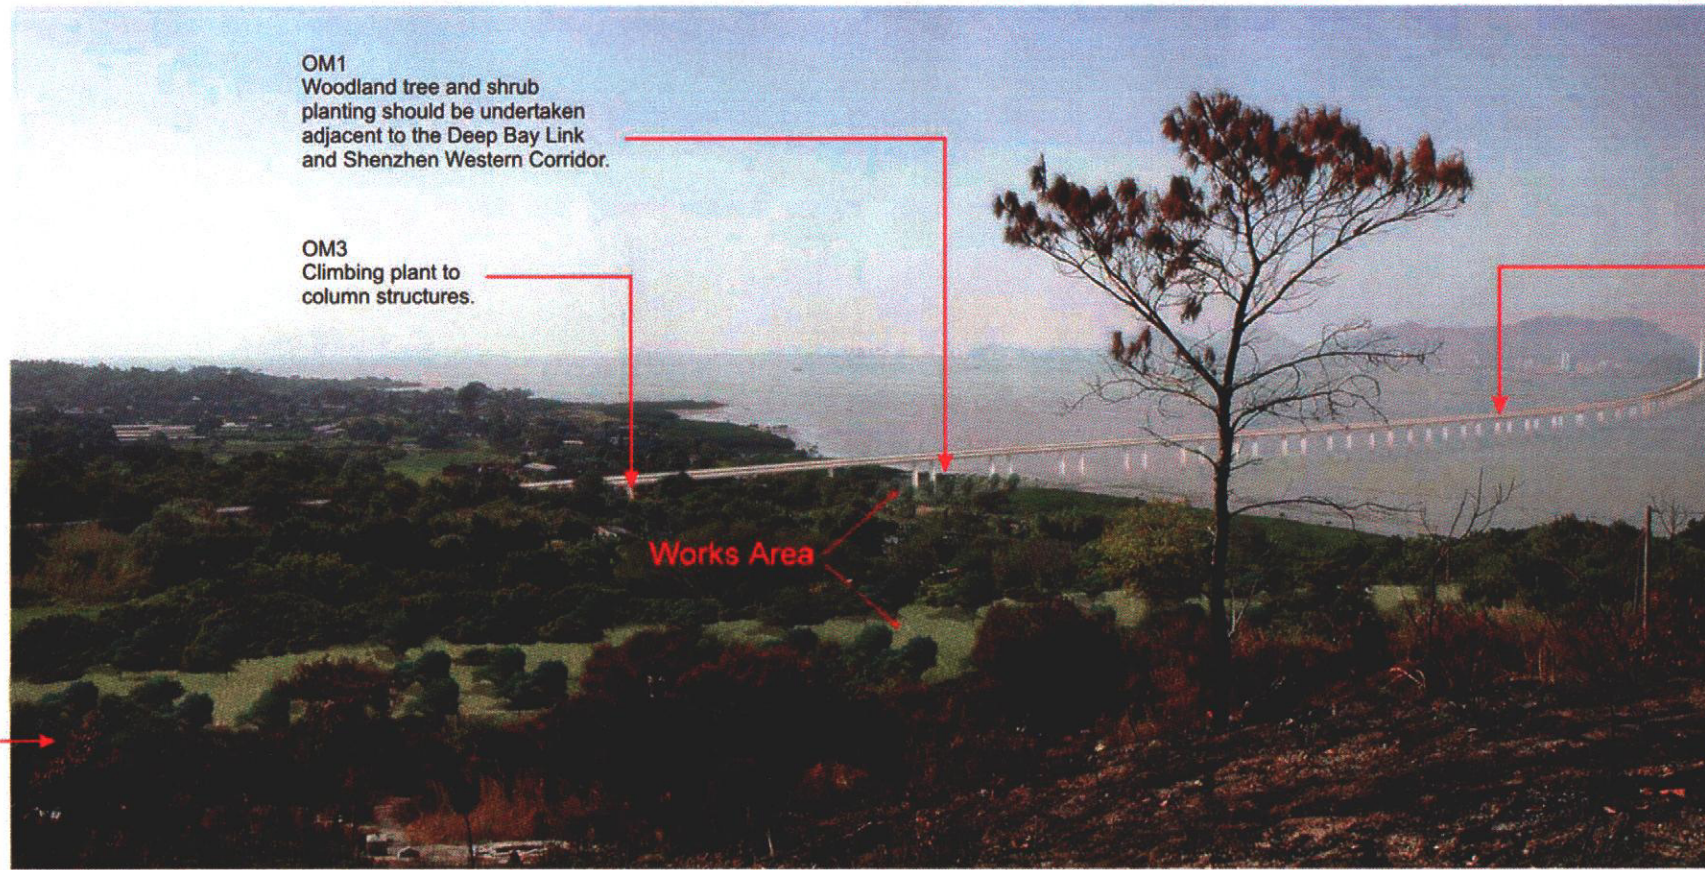 OM1
Woodland tree and shrub
planting should be undertaken
adjacent to the Deep Bay Link
and Shenzhen Western Corridor.
OM3
Climbing plant to
column structures.
Works Area